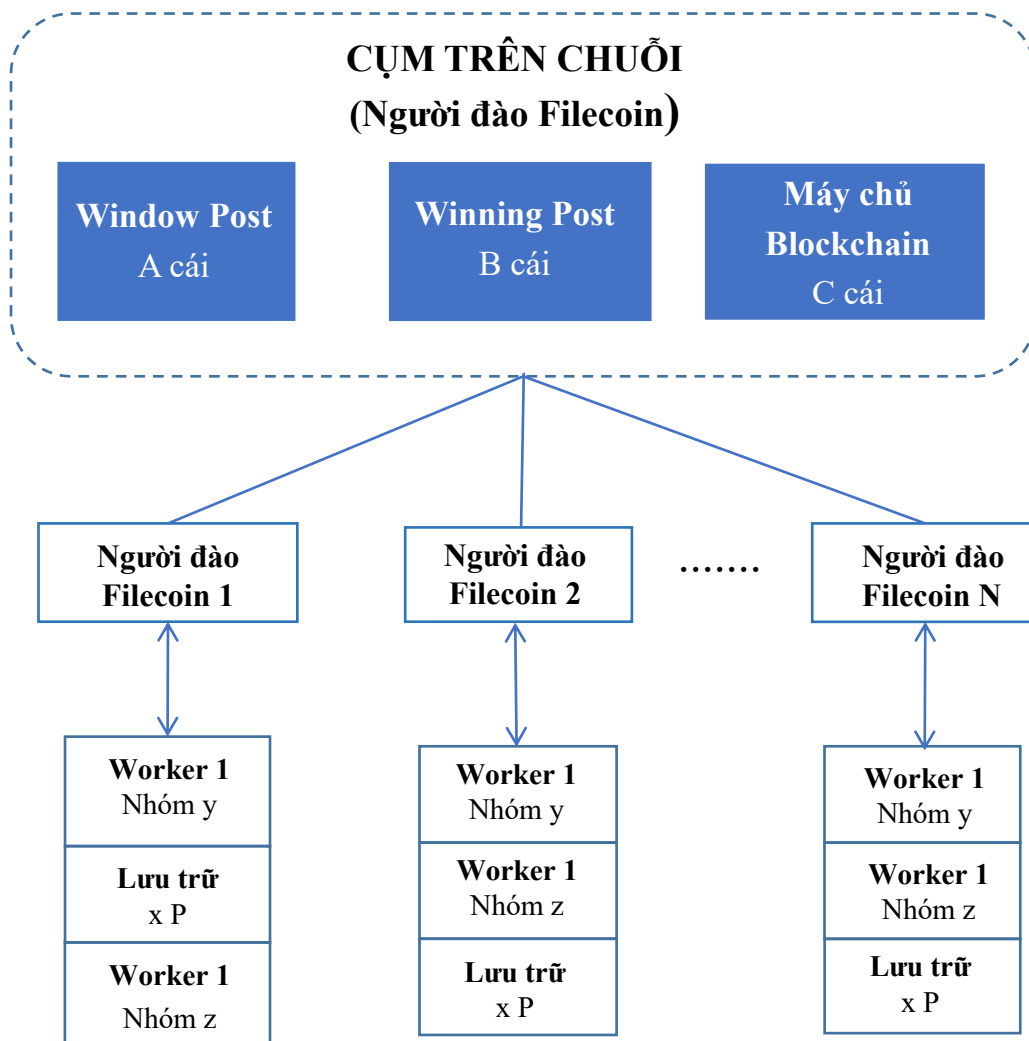 CỤM TRÊN CHUỖI
(Người đào Filecoin)
Window Post
A cái
Winning Post
B cái
Máy chủ
Blockchain
C cái
Người đào
Filecoin 1
Người đào
Filecoin 2
.......
Người đào
Filecoin N
Worker 1
Nhóm y
Lưu trữ
x P
Worker 1
Nhóm z
Worker 1
Nhóm y
Worker 1
Nhóm z
Lưu trữ
x P
Worker 1
Nhóm y
Worker 1
Nhóm z
Lưu trữ
x P